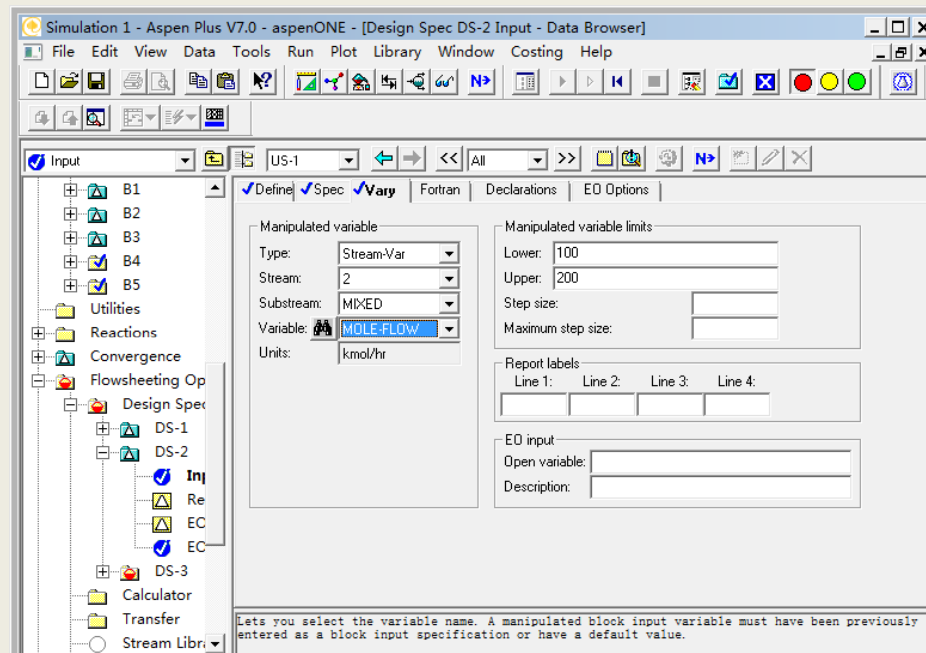 Simulation 1 - Aspen Plus V7.0 - aspenONE - [Design Spec DS-2 Input - Data Browser]
File Edit View Data Tools Run Plot Library Window Costing Help
N>
Input US-1 << All >> N>
B1
B2
B3
B4
B5
Utilities
Reactions
Convergence
Flowsheeting Op
Design Spec
DS-1
DS-2
Inp
Re
EO
EO
DS-3
Calculator
Transfer
Stream Libra
Define Spec Vary Fortran Declarations EO Options
Manipulated variable
Type: Stream-Var
Stream: 2
Substream: MIXED
Variable: MOLE-FLOW
Units: kmol/hr
Manipulated variable limits
Lower: 100
Upper: 200
Step size:
Maximum step size:
Report labels
Line 1: Line 2: Line 3: Line 4:
EO input
Open variable:
Description:
Lets you select the variable name. A manipulated block input variable must have been previously
entered as a block input specification or have a default value.